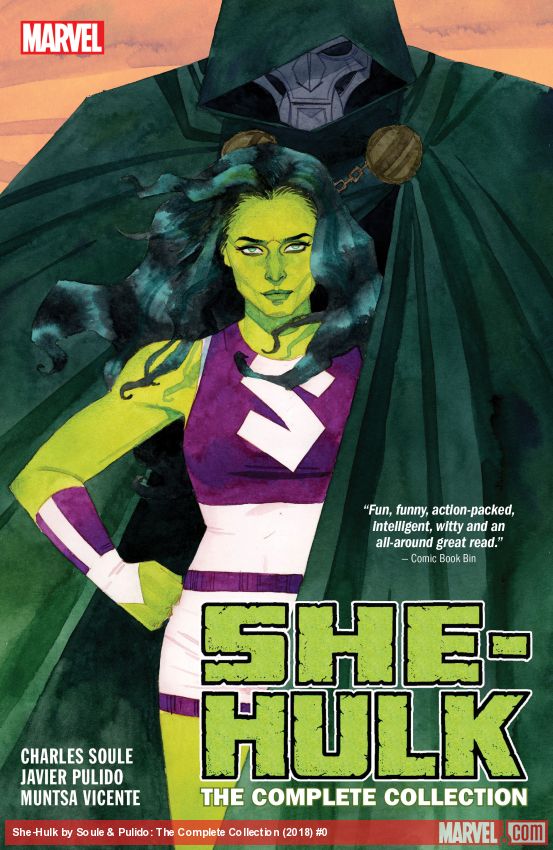 MARVEL
“Fun, funny, action-packed,
intelligent, witty and an
all-around great read.”
— Comic Book Bin
SHE-
HULK
THE COMPLETE COLLECTION
CHARLES SOULE
JAVIER PULIDO
MUNTSA VICENTE
She-Hulk by Soule & Pulido: The Complete Collection (2018) #0
MARVEL.COM